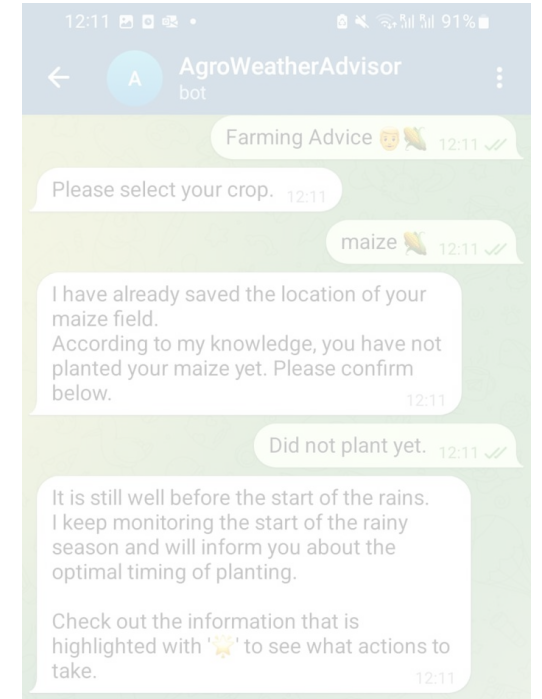 12:11 91%
A AgroWeatherAdvisor
bot
Farming Advice 👨🌽 12:11
Please select your crop. 12:11
maize 🌽 12:11
I have already saved the location of your
maize field.
According to my knowledge, you have not
planted your maize yet. Please confirm
below. 12:11
Did not plant yet. 12:11
It is still well before the start of the rains.
I keep monitoring the start of the rainy
season and will inform you about the
optimal timing of planting.
Check out the information that is
highlighted with '🌟' to see what actions to
take. 12:11